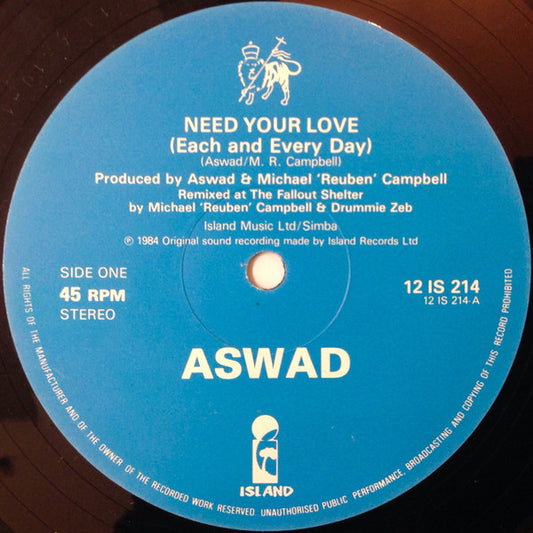 NEED YOUR LOVE
(Each and Every Day)
(Aswad/M. R. Campbell)
Produced by Aswad & Michael 'Reuben' Campbell
Remixed at The Fallout Shelter
by Michael 'Reuben' Campbell & Drummie Zeb
Island Music Ltd/Simba
℗ 1984 Original sound recording made by Island Records Ltd
SIDE ONE
45 RPM
STEREO
12 IS 214
12 IS 214-A
ASWAD
ISLAND
ALL RIGHTS OF THE MANUFACTURER AND OF THE OWNER OF THE RECORDED WORK RESERVED. UNAUTHORISED PUBLIC PERFORMANCE, BROADCASTING AND COPYING OF THIS RECORD PROHIBITED